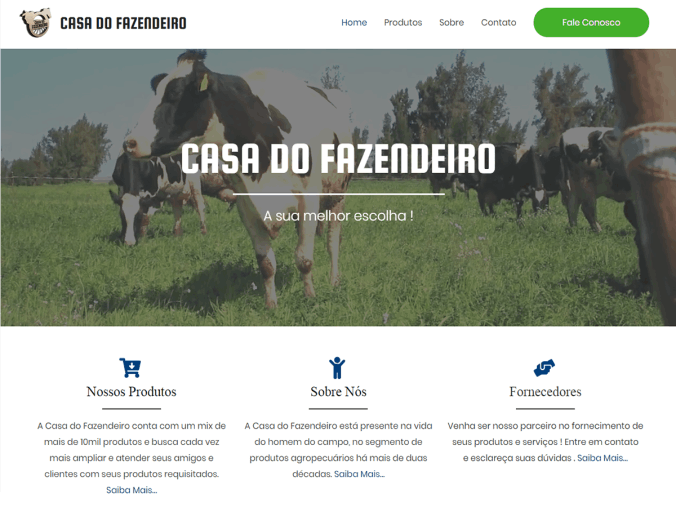 CASA DO FAZENDEIRO
Home Produtos Sobre Contato Fale Conosco
CASA DO FAZENDEIRO
A sua melhor escolha !
Nossos Produtos
A Casa do Fazendeiro conta com um mix de
mais de 10mil produtos e busca cada vez
mais ampliar e atender seus amigos e
clientes com seus produtos requisitados.
Saiba Mais...
Sobre Nós
A Casa do Fazendeiro está presente na vida
do homem do campo, no segmento de
produtos agropecuários há mais de duas
décadas. Saiba Mais...
Fornecedores
Venha ser nosso parceiro no fornecimento de
seus produtos e serviços ! Entre em contato
e esclareça suas dúvidas . Saiba Mais...